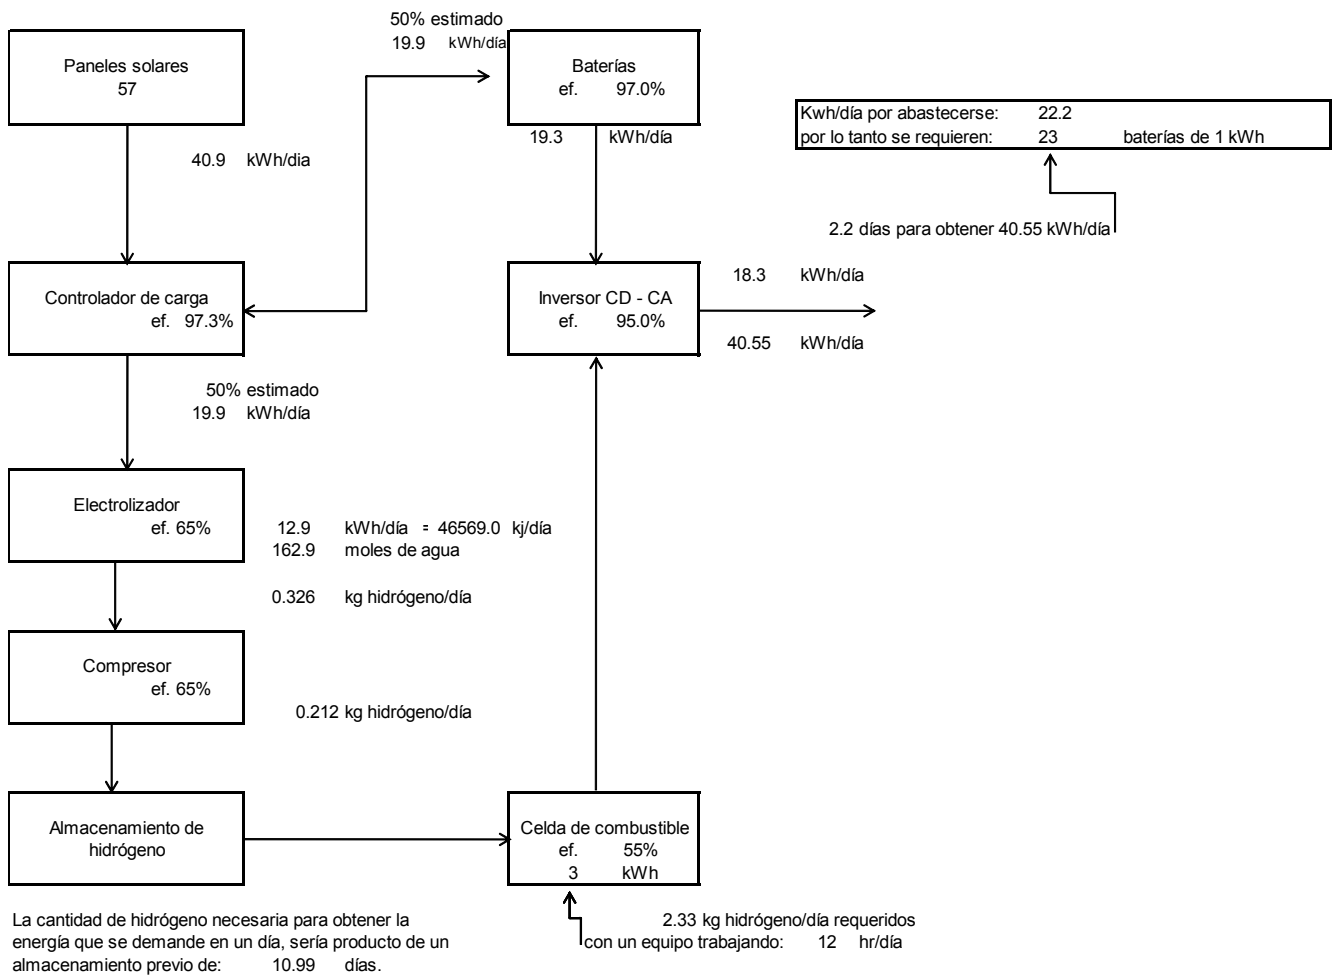 50% estimado
19.9 kWh/día
Paneles solares
57
Baterías
ef. 97.0%
Kwh/día por abastecerse: 22.2
por lo tanto se requieren: 23 baterías de 1 kWh
40.9 kWh/dia
19.3 kWh/día
2.2 días para obtener 40.55 kWh/día
Controlador de carga
ef. 97.3%
Inversor CD - CA
ef. 95.0%
18.3 kWh/día
40.55 kWh/día
50% estimado
19.9 kWh/día
Electrolizador
ef. 65%
12.9 kWh/día = 46569.0 kj/día
162.9 moles de agua
0.326 kg hidrógeno/día
Compresor
ef. 65%
0.212 kg hidrógeno/día
Almacenamiento de
hidrógeno
Celda de combustible
ef. 55%
3 kWh
La cantidad de hidrógeno necesaria para obtener la
energía que se demande en un día, sería producto de un
almacenamiento previo de: 10.99 días.
2.33 kg hidrógeno/día requeridos
con un equipo trabajando: 12 hr/día